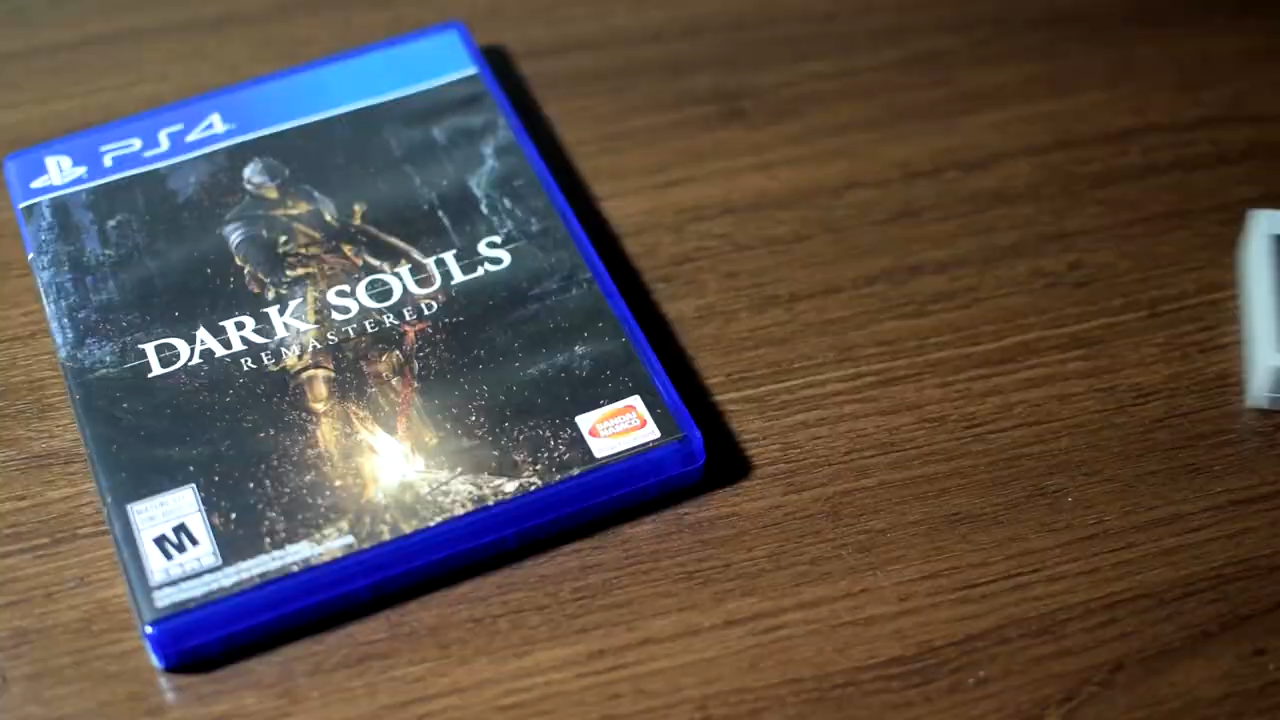 PS4
DARK SOULS
REMASTERED
BANDAI
NAMCO
M